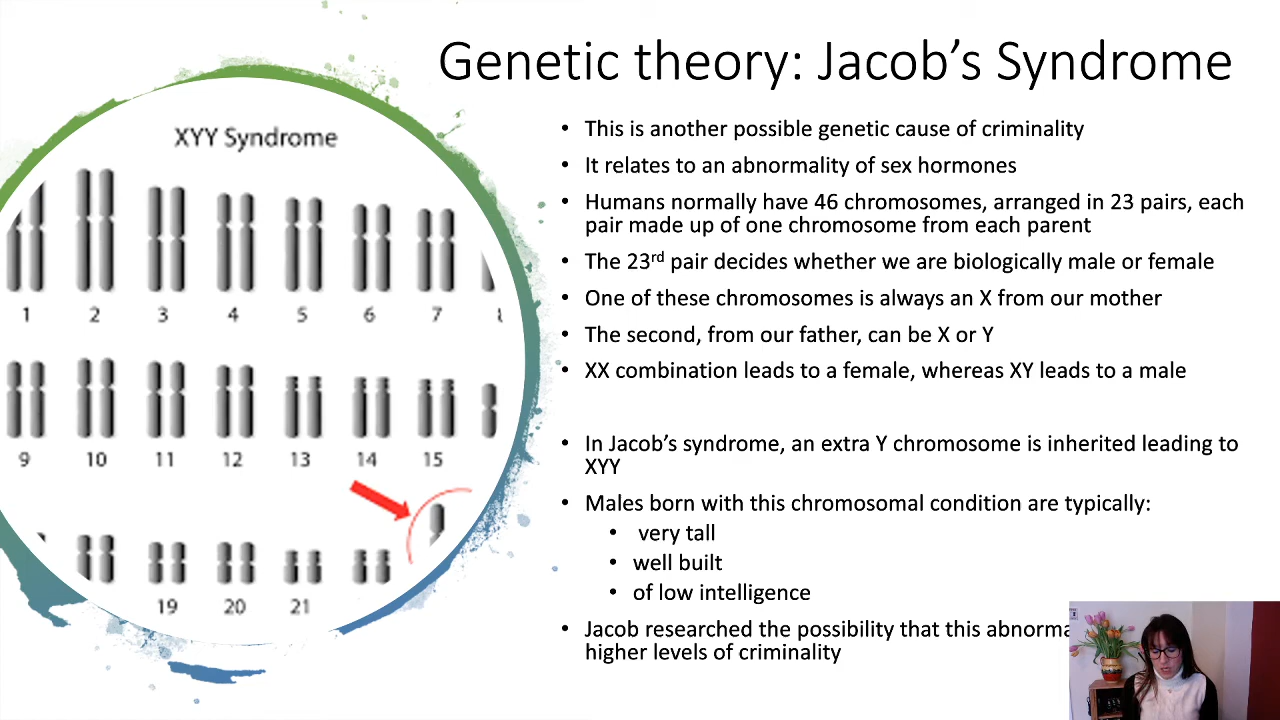 Genetic theory: Jacob's Syndrome
XYY Syndrome
1 2 3 4 5 6 7
9 10 11 12 13 14 15
19 20 21
• This is another possible genetic cause of criminality
• It relates to an abnormality of sex hormones
• Humans normally have 46 chromosomes, arranged in 23 pairs, each
pair made up of one chromosome from each parent
• The 23rd pair decides whether we are biologically male or female
• One of these chromosomes is always an X from our mother
• The second, from our father, can be X or Y
• XX combination leads to a female, whereas XY leads to a male
• In Jacob's syndrome, an extra Y chromosome is inherited leading to
XYY
• Males born with this chromosomal condition are typically:
• very tall
• well built
• of low intelligence
• Jacob researched the possibility that this
higher levels of criminality